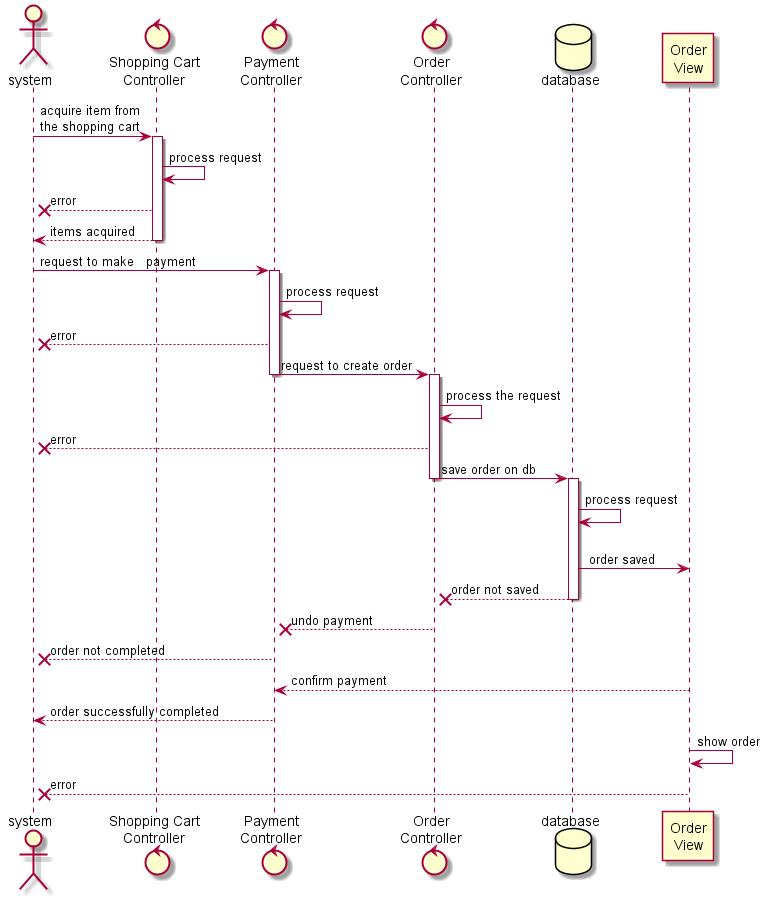 system
Shopping Cart
Controller
Payment
Controller
Order
Controller
database
Order
View
acquire item from
the shopping cart
process request
error
items acquired
request to make   payment
process request
error
request to create order
process the request
error
save order on db
process request
order saved
order not saved
undo payment
order not completed
confirm payment
order successfully completed
show order
error
system
Shopping Cart
Controller
Payment
Controller
Order
Controller
database
Order
View